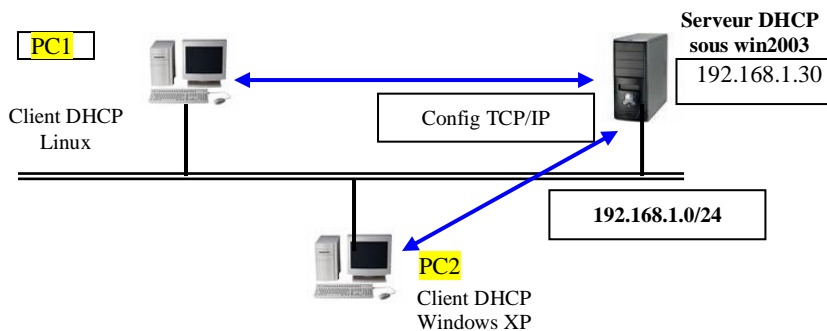 PC1
Serveur DHCP
sous win2003
192.168.1.30
Client DHCP
Linux
Config TCP/IP
192.168.1.0/24
PC2
Client DHCP
Windows XP